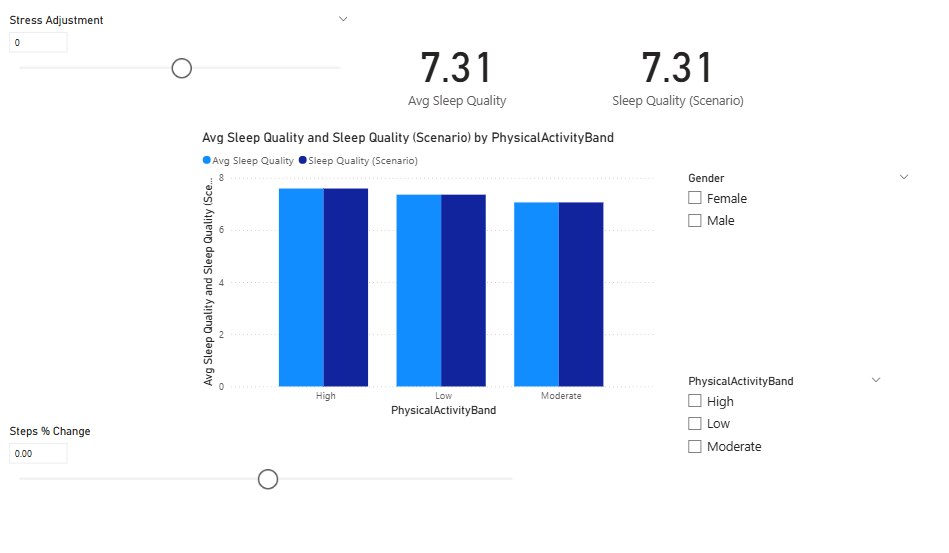 Stress Adjustment
0
7.31
Avg Sleep Quality
7.31
Sleep Quality (Scenario)
Avg Sleep Quality and Sleep Quality (Scenario) by PhysicalActivityBand
Avg Sleep Quality Sleep Quality (Scenario)
Avg Sleep Quality and Sleep Quality (Sce...
8
6
4
2
0
High Low Moderate
PhysicalActivityBand
Gender
Female
Male
PhysicalActivityBand
High
Low
Moderate
Steps % Change
0.00